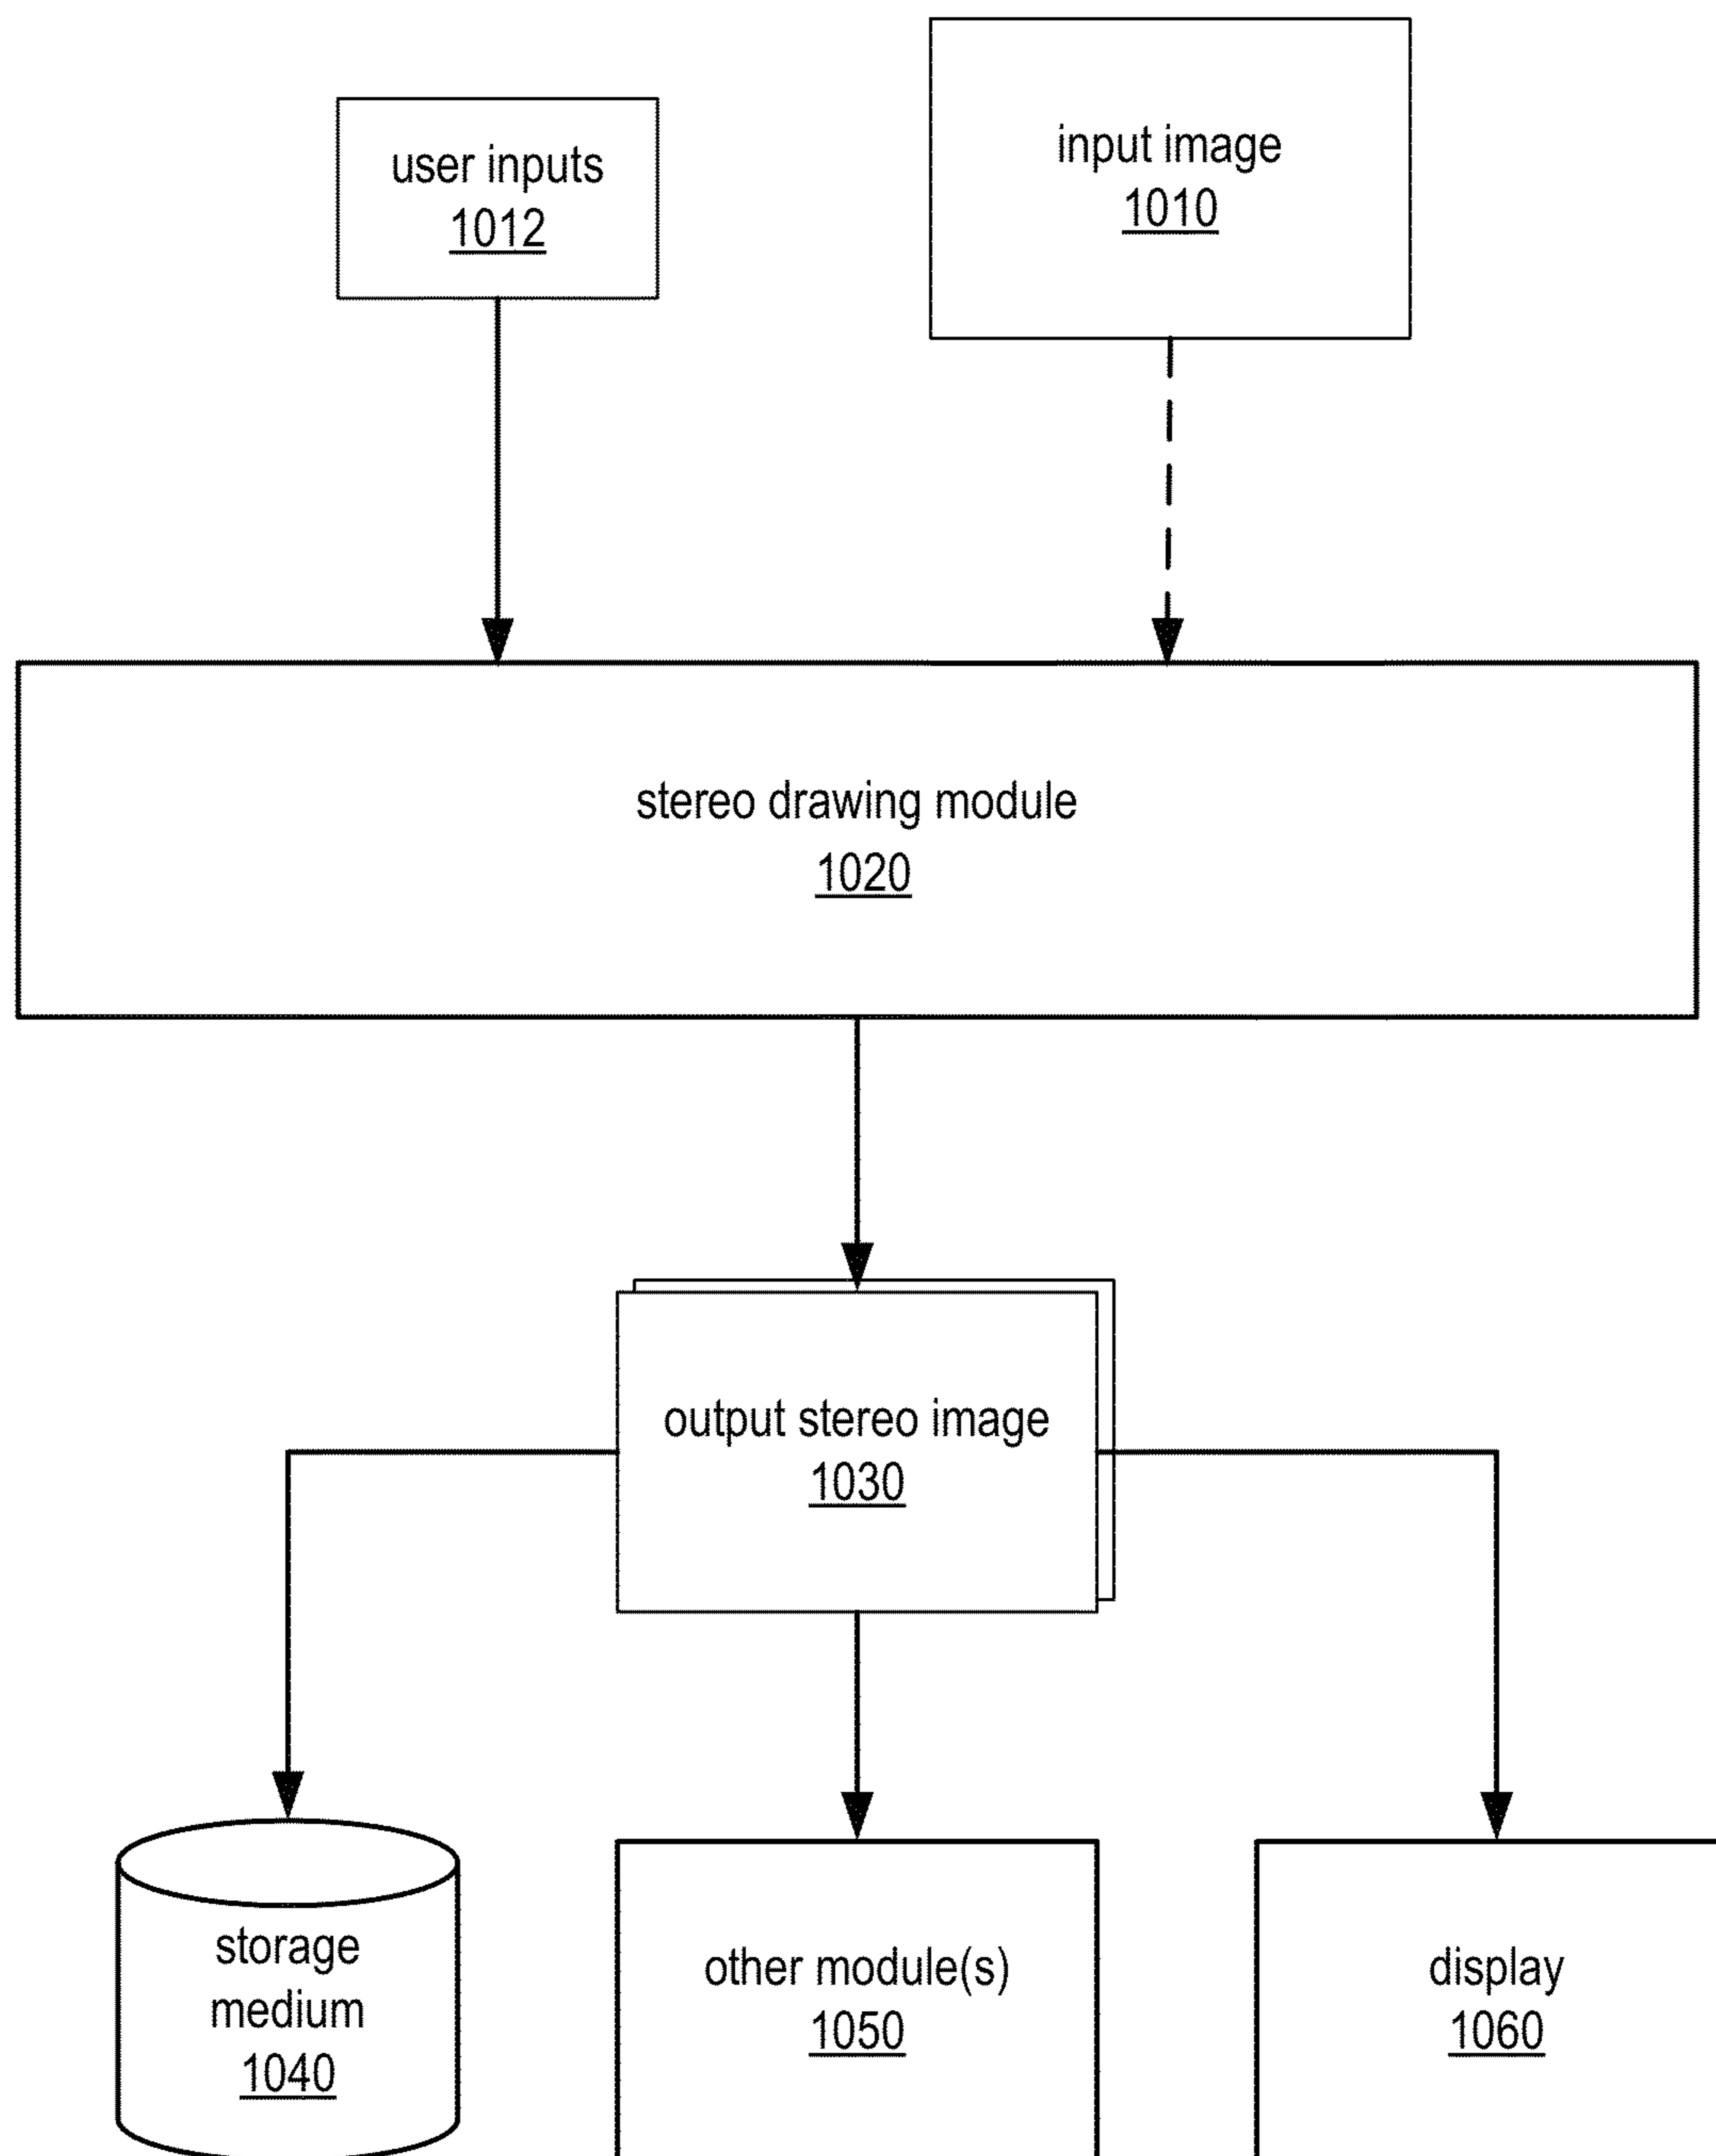 user inputs
1012
input image
1010
stereo drawing module
1020
output stereo image
1030
storage
medium
1040
other module(s)
1050
display
1060